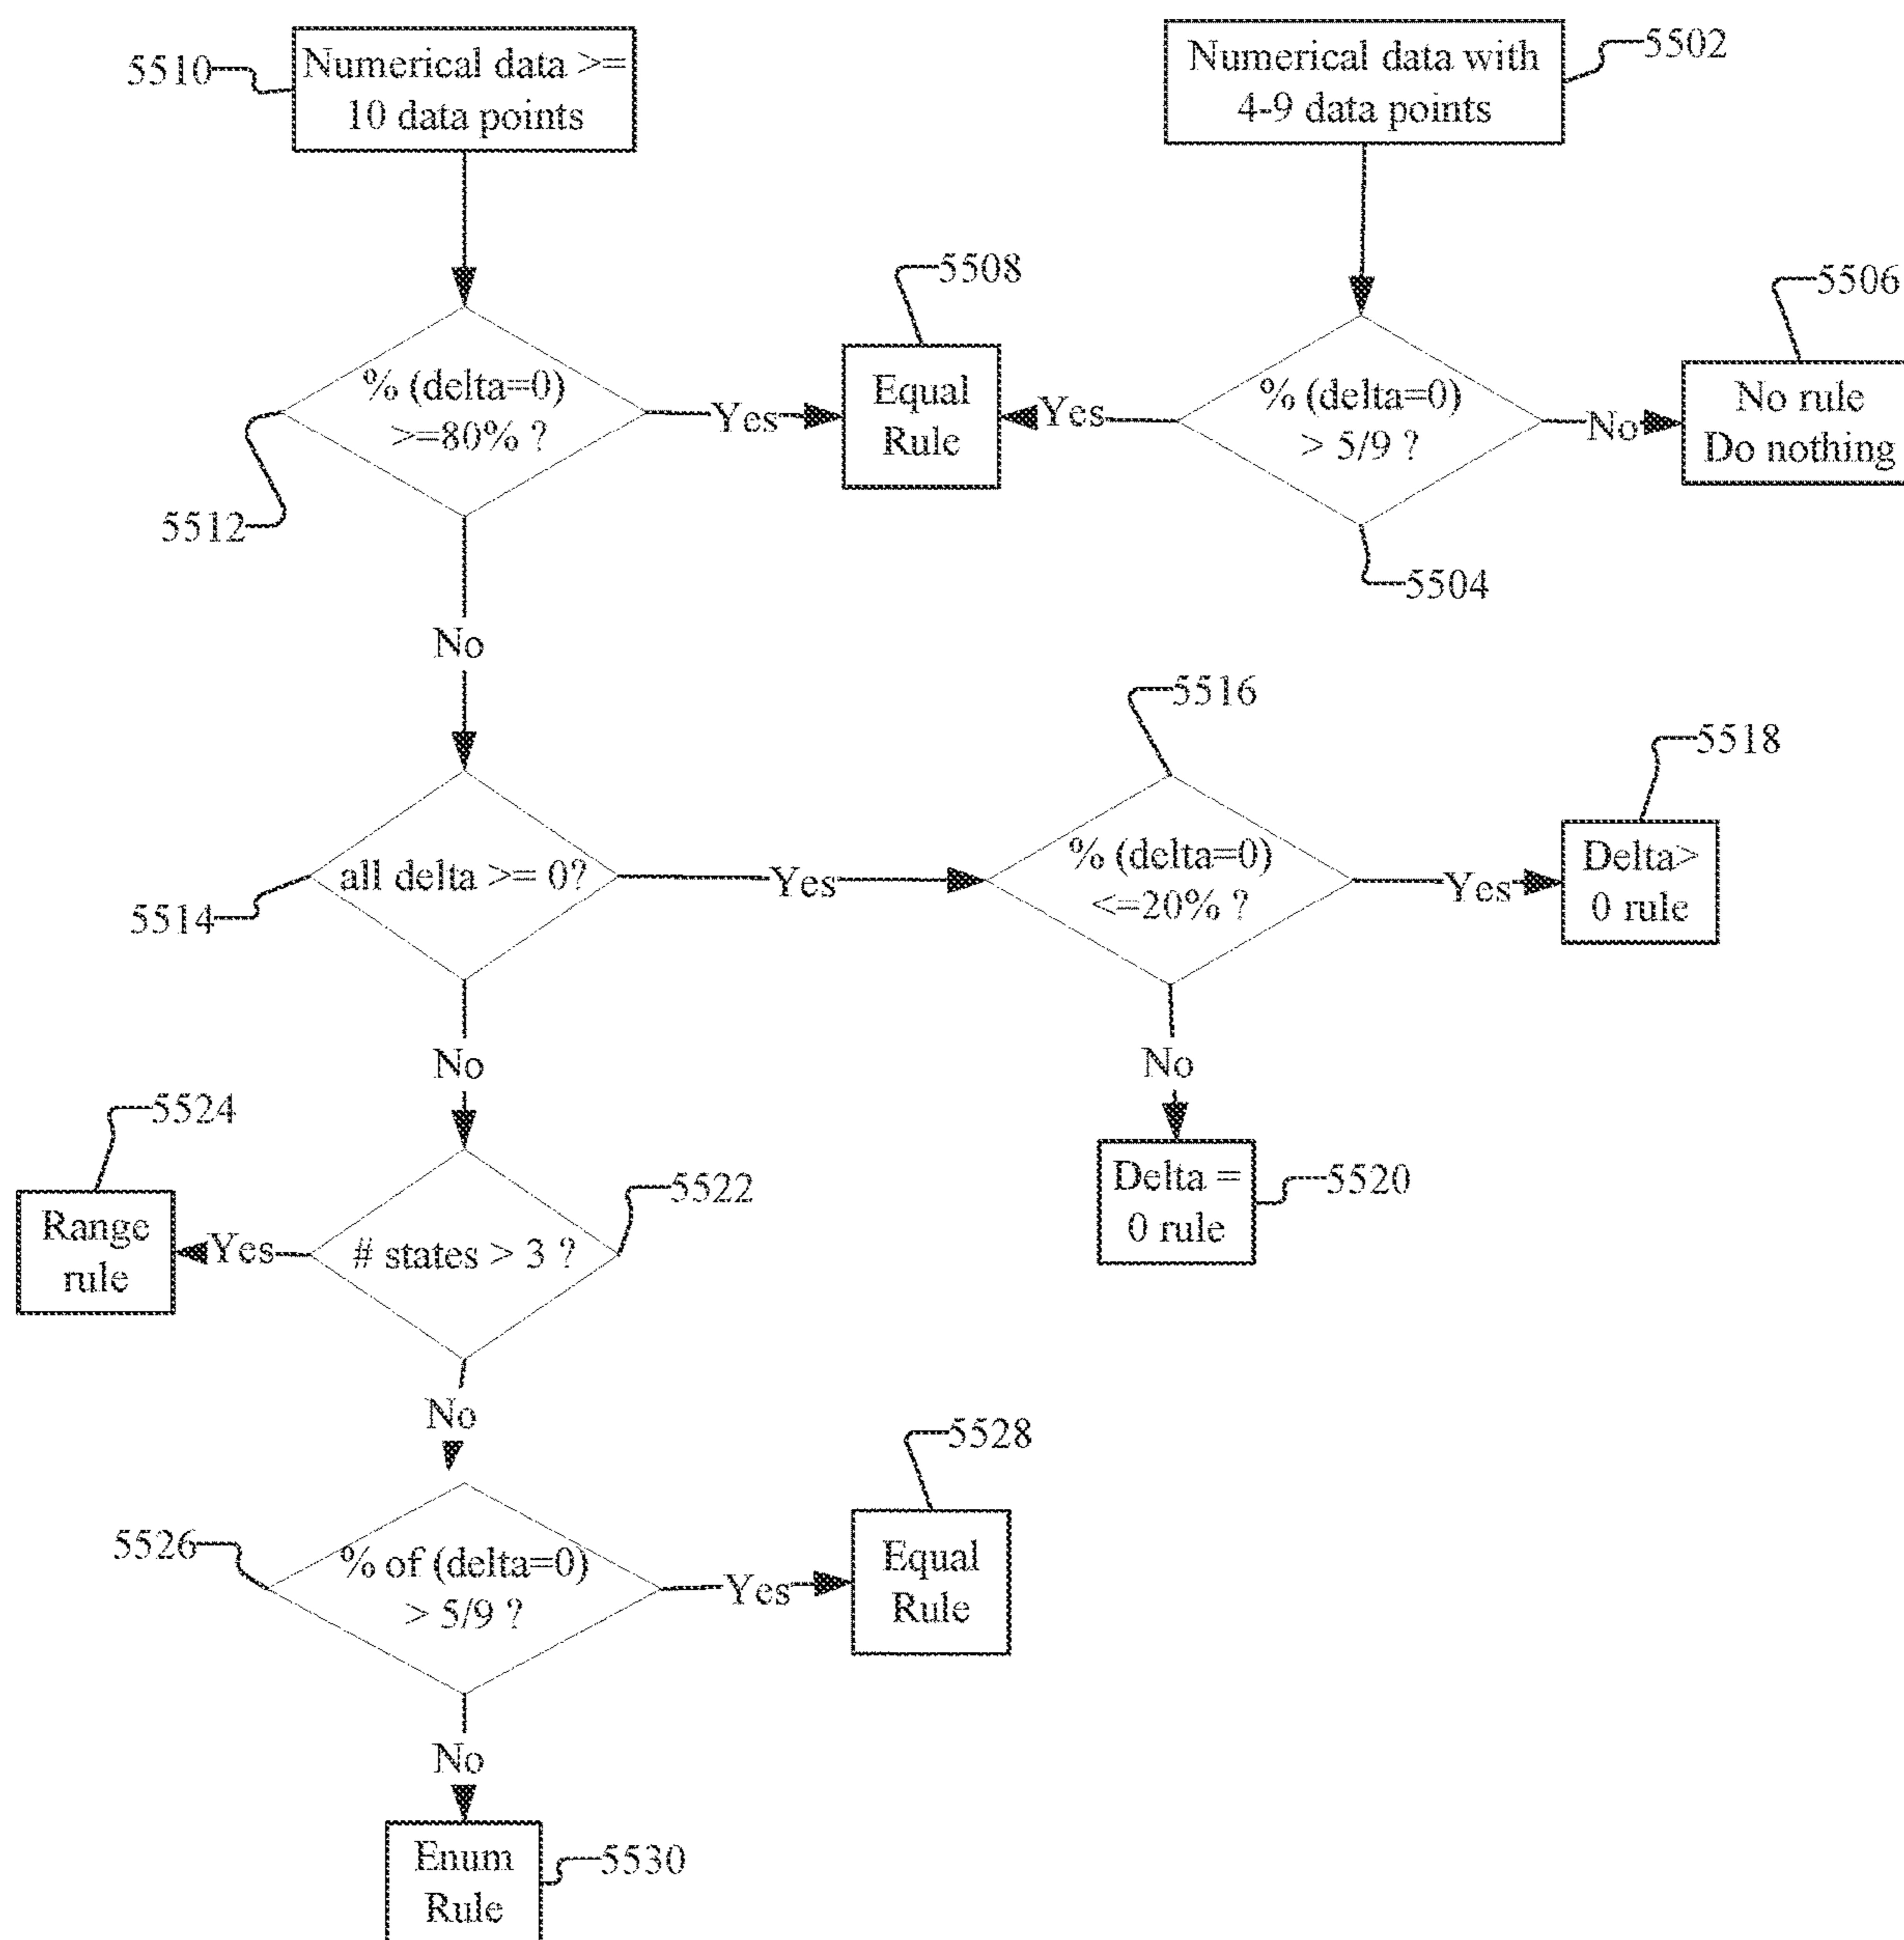 5510
Numerical data >=
10 data points
Numerical data with
4-9 data points
5502
5508
5506
% (delta=0)
>=80% ?
Yes
Equal
Rule
Yes
% (delta=0)
> 5/9 ?
No
No rule
Do nothing
5512
5504
No
5516
5518
all delta >= 0?
Yes
% (delta=0)
<=20% ?
Yes
Delta>
0 rule
5514
No
No
5524
5522
Delta =
0 rule
5520
Range
rule
Yes
# states > 3 ?
No
5528
5526
% of (delta=0)
> 5/9 ?
Yes
Equal
Rule
No
Enum
Rule
5530